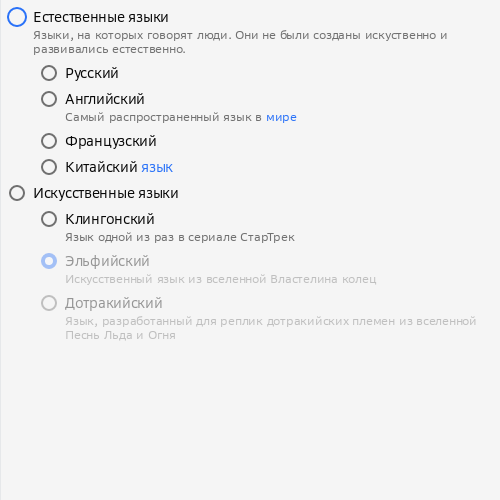 Естественные языки
Языки, на которых говорят люди. Они не были созданы искуственно и
развивались естественно.
Русский
Английский
Самый распространенный язык в мире
Французский
Китайский язык
Искусственные языки
Клингонский
Язык одной из раз в сериале СтарТрек
Эльфийский
Искусственный язык из вселенной Властелина колец
Дотракийский
Язык, разработанный для реплик дотракийских племен из вселенной
Песнь Льда и Огня